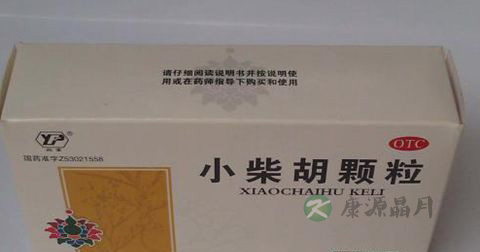 请仔细阅读说明书并按说明使
用或在药师指导下购买和使用
YP
国药准字Z53021558
OTC
小柴胡颗粒
XIAOCHAIHU KELI
康源晶月